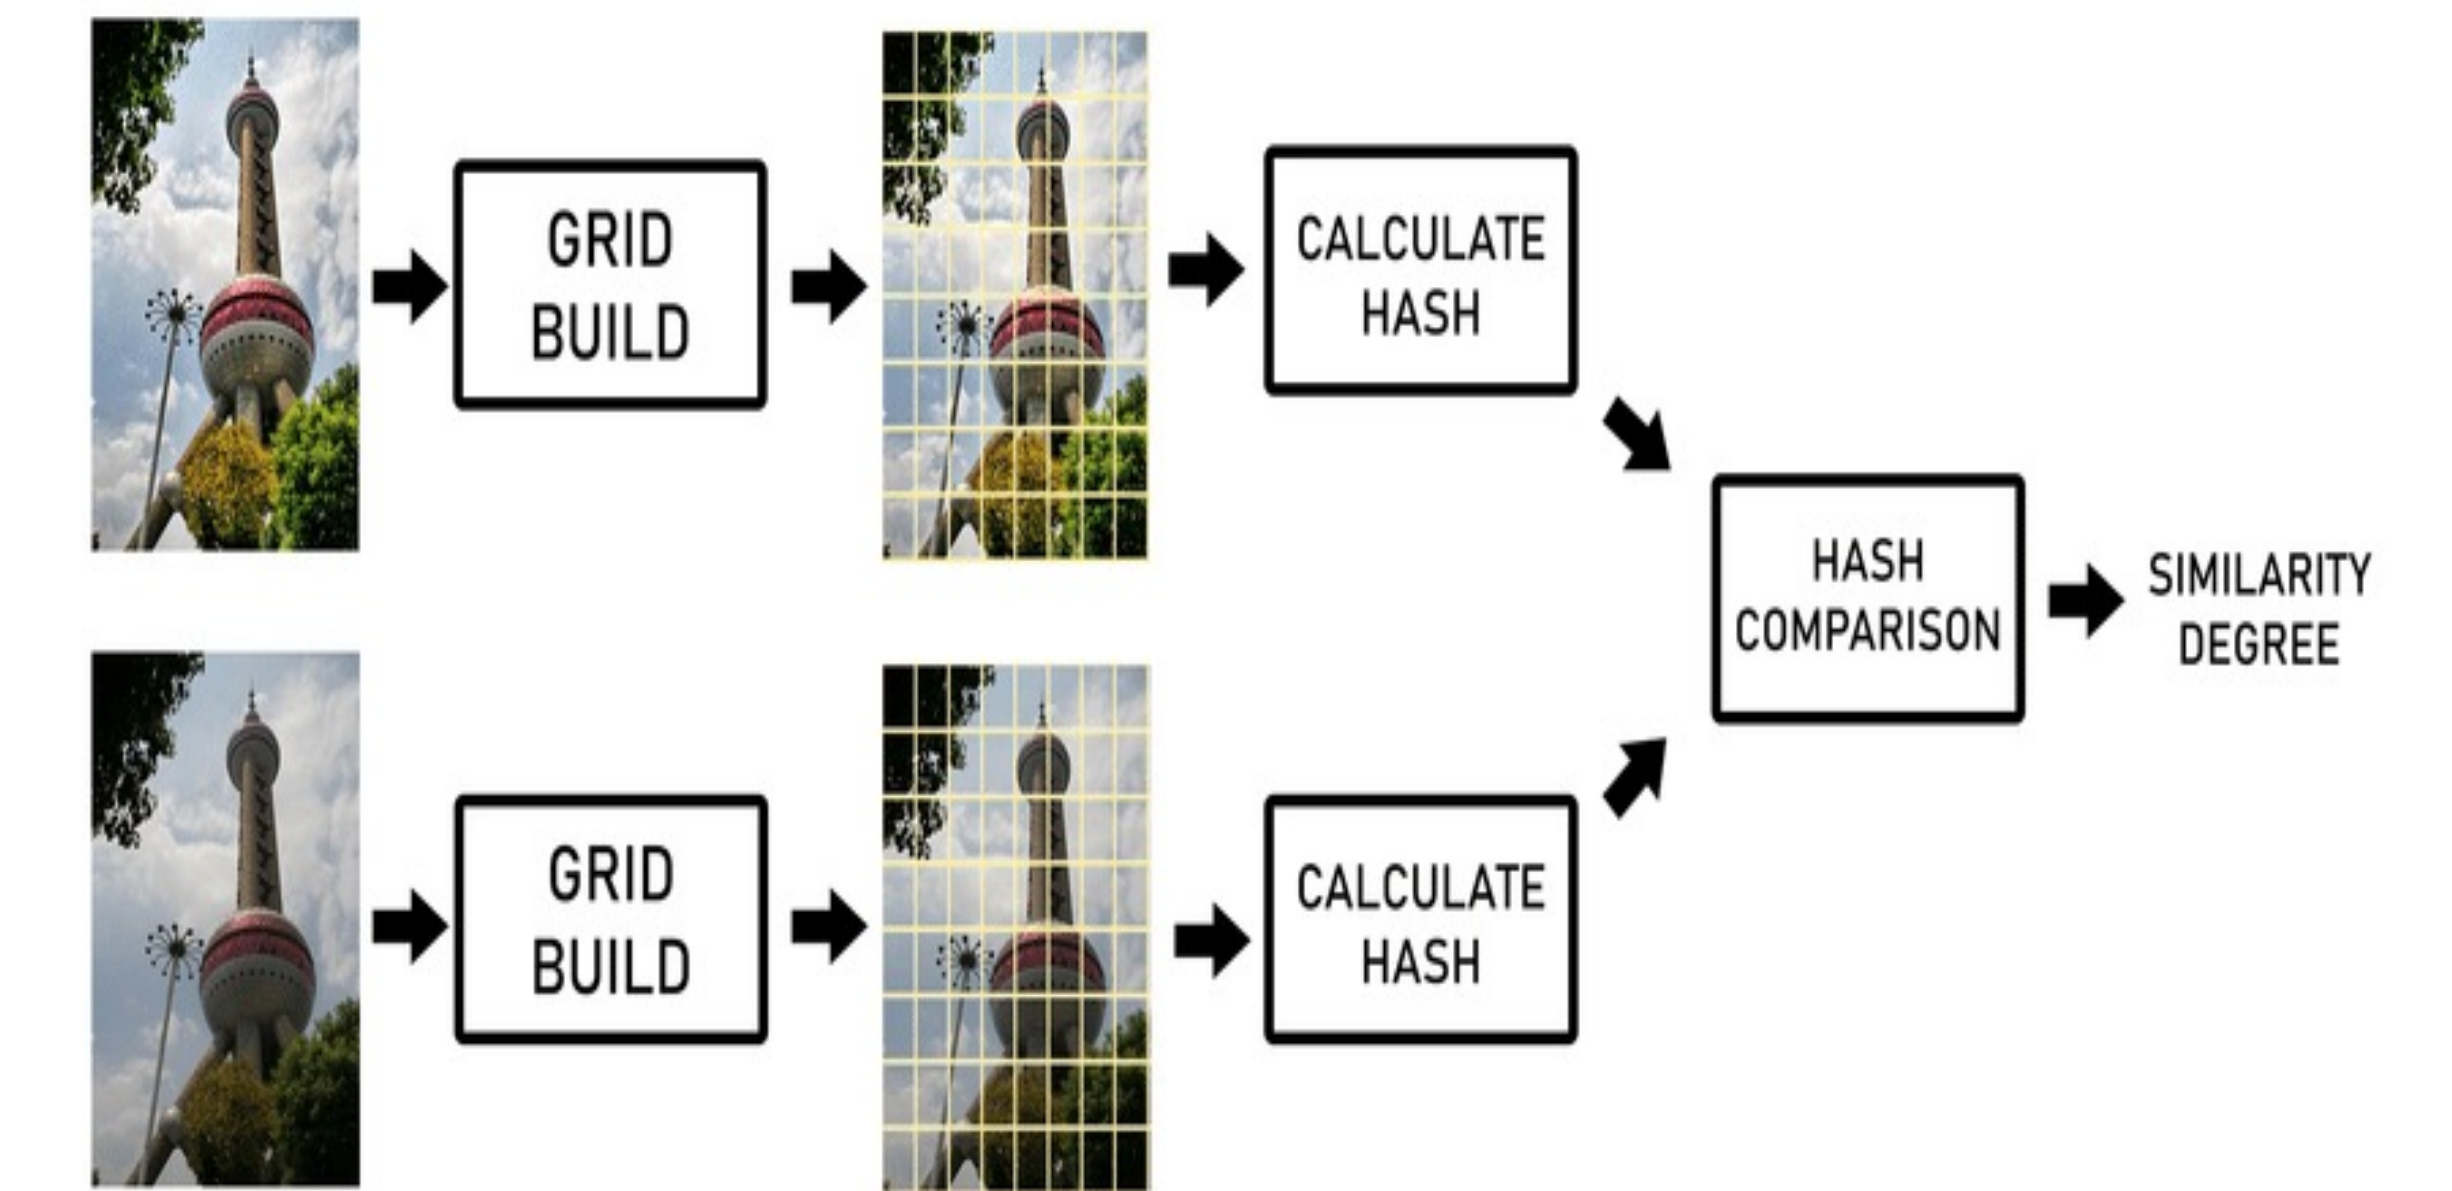 GRID
BUILD
CALCULATE
HASH
HASH
COMPARISON
SIMILARITY
DEGREE
GRID
BUILD
CALCULATE
HASH